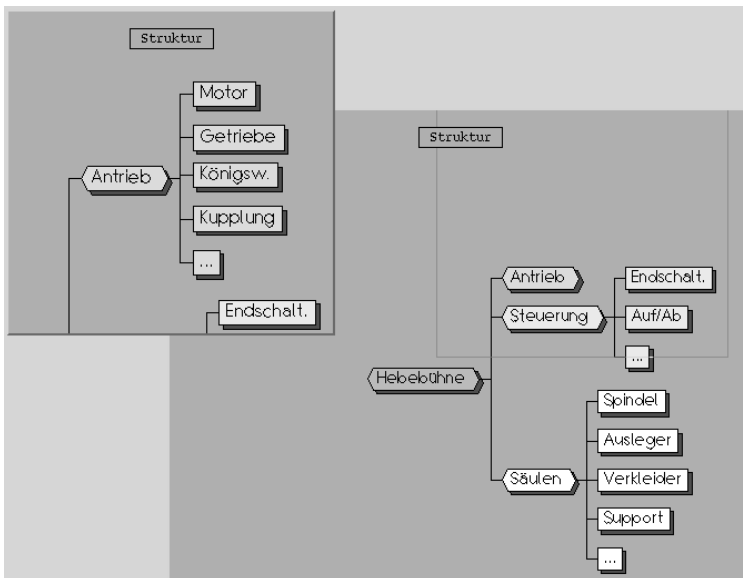 Struktur
Motor
Getriebe
Antrieb
Königsw.
Kupplung
...
Endschalt.
Struktur
Antrieb
Endschalt.
Steuerung
Auf/Ab
...
Hebebühne
Spindel
Ausleger
Säulen
Verkleider
Support
...